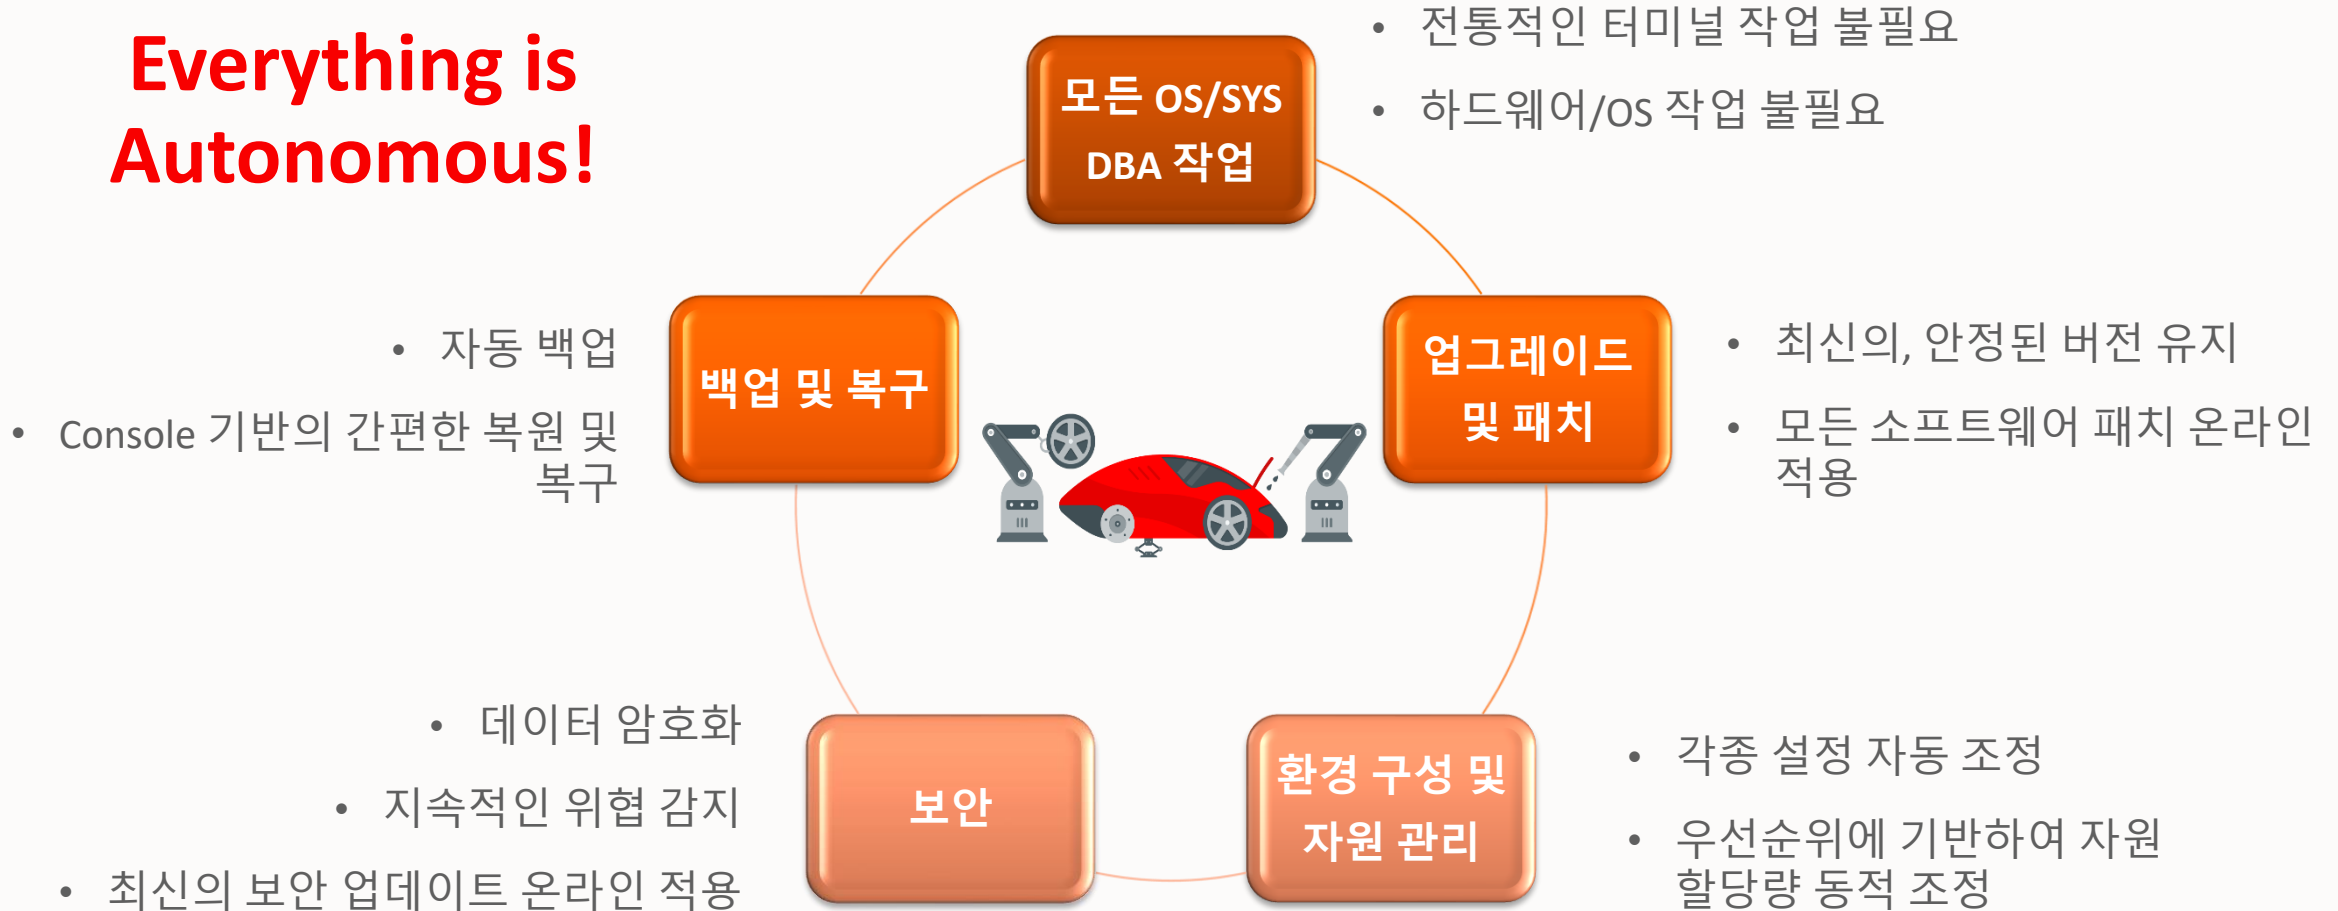 Everything is
Autonomous!
모든 OS/SYS
DBA 작업
• 전통적인 터미널 작업 불필요
• 하드웨어/OS 작업 불필요
업그레이드
및 패치
• 최신의, 안정된 버전 유지
• 모든 소프트웨어 패치 온라인
적용
환경 구성 및
자원 관리
• 각종 설정 자동 조정
• 우선순위에 기반하여 자원
할당량 동적 조정
보안
• 데이터 암호화
• 지속적인 위협 감지
• 최신의 보안 업데이트 온라인 적용
백업 및 복구
• 자동 백업
• Console 기반의 간편한 복원 및
복구